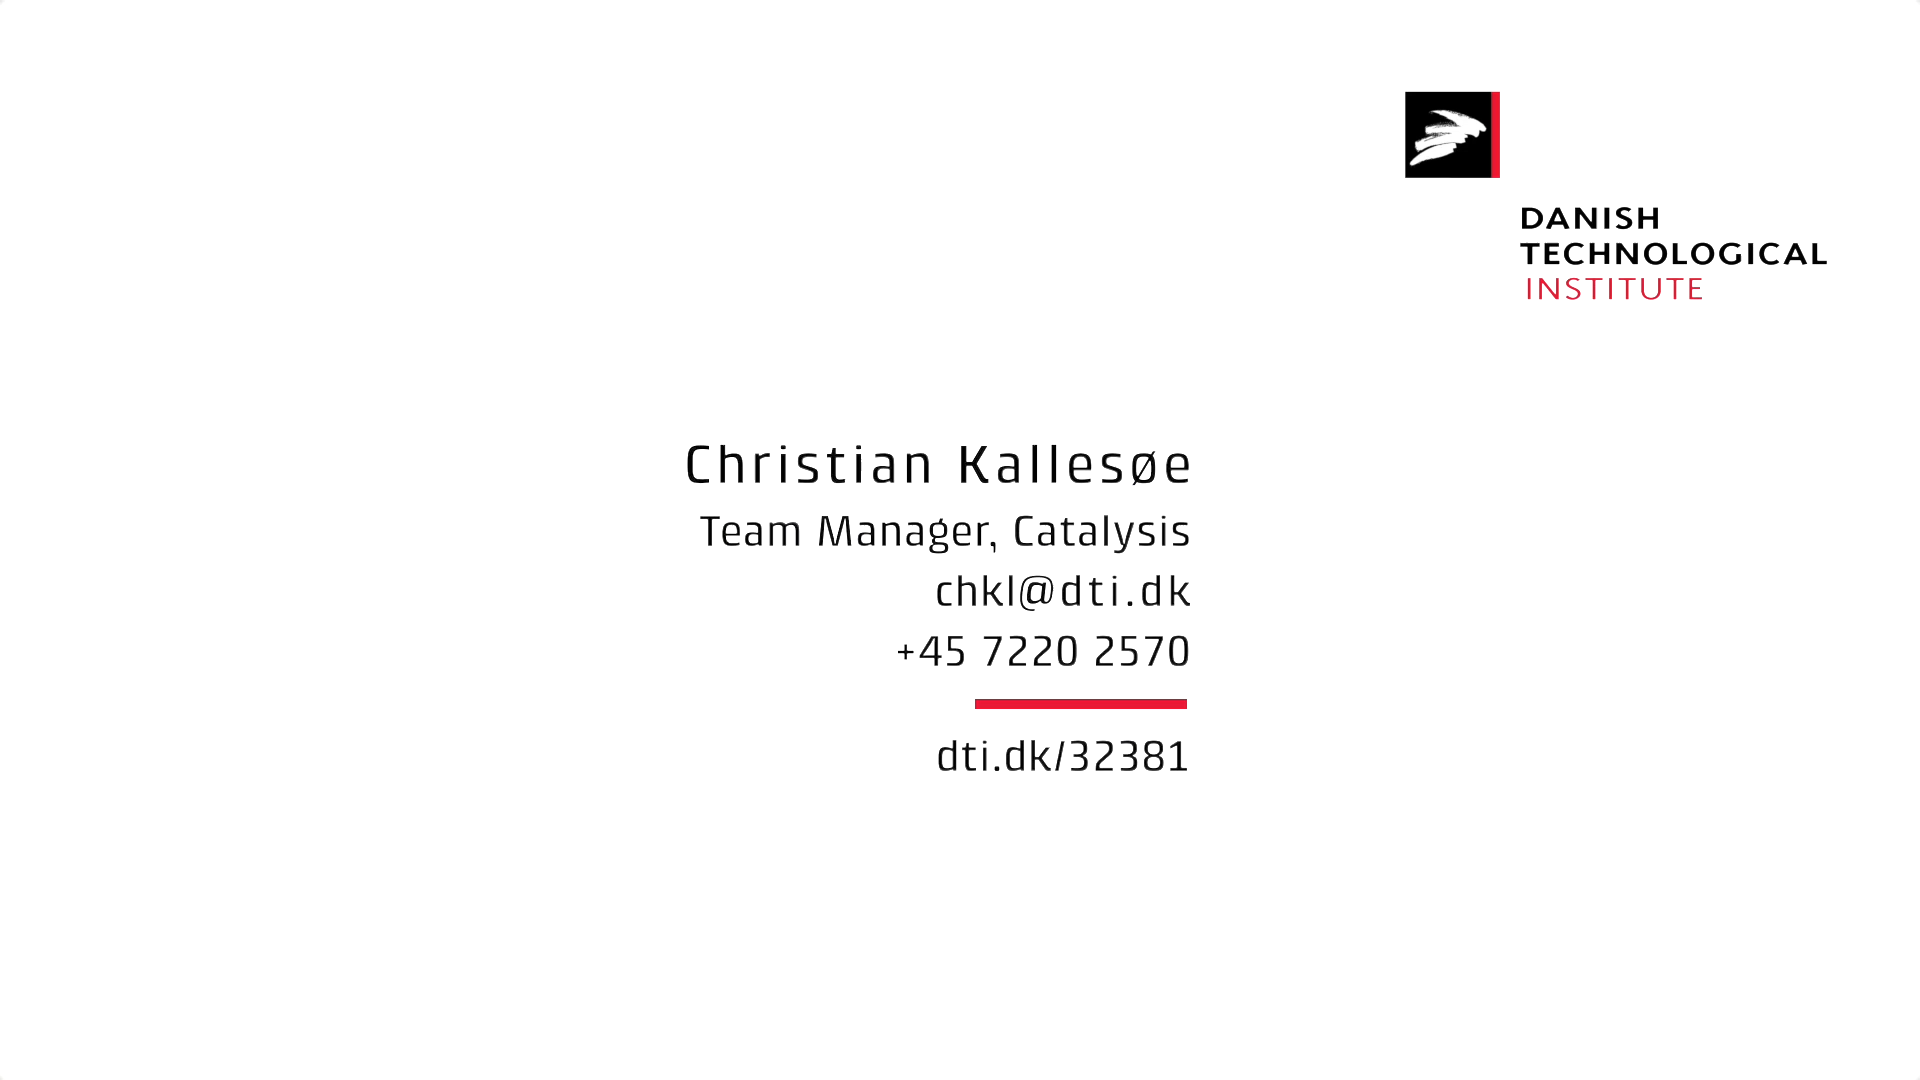 DANISH
TECHNOLOGICAL
INSTITUTE
Christian Kallesøe
Team Manager, Catalysis
chkl@dti.dk
+45 7220 2570
dti.dk/32381